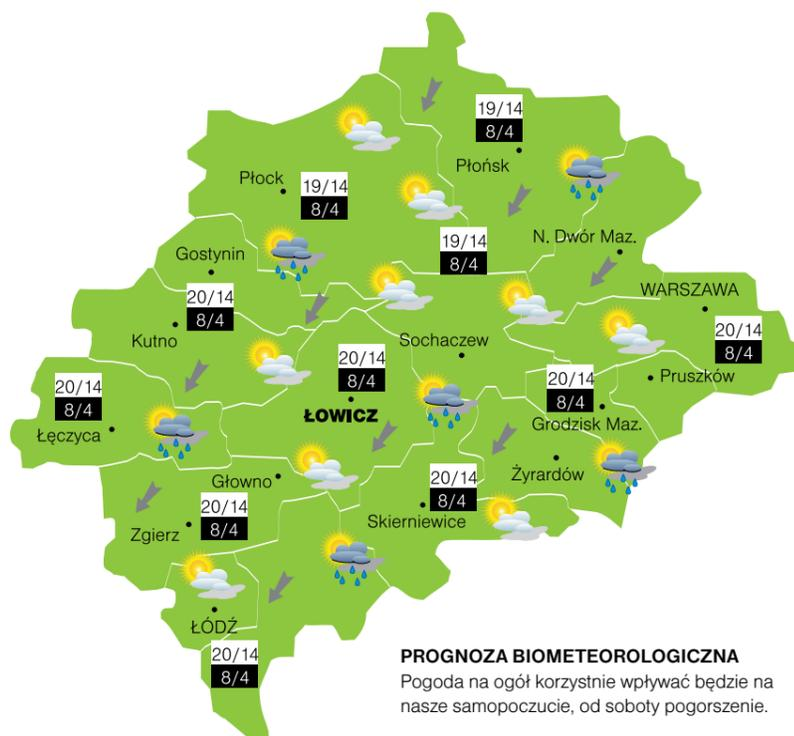 19/14
8/4
Płońsk
Płock
19/14
8/4
19/14
8/4
N. Dwór Maz.
Gostynin
WARSZAWA
20/14
8/4
Kutno
20/14
8/4
Sochaczew
20/14
8/4
ŁOWICZ
20/14
8/4
Pruszków
20/14
8/4
Łęczyca
Grodzisk Maz.
Głowno
20/14
8/4
Skierniewice
Żyrardów
20/14
8/4
Zgierz
ŁÓDŹ
20/14
8/4
PROGNOZA BIOMETEOROLOGICZNA
Pogoda na ogół korzystnie wpływać będzie na
nasze samopoczucie, od soboty pogorszenie.